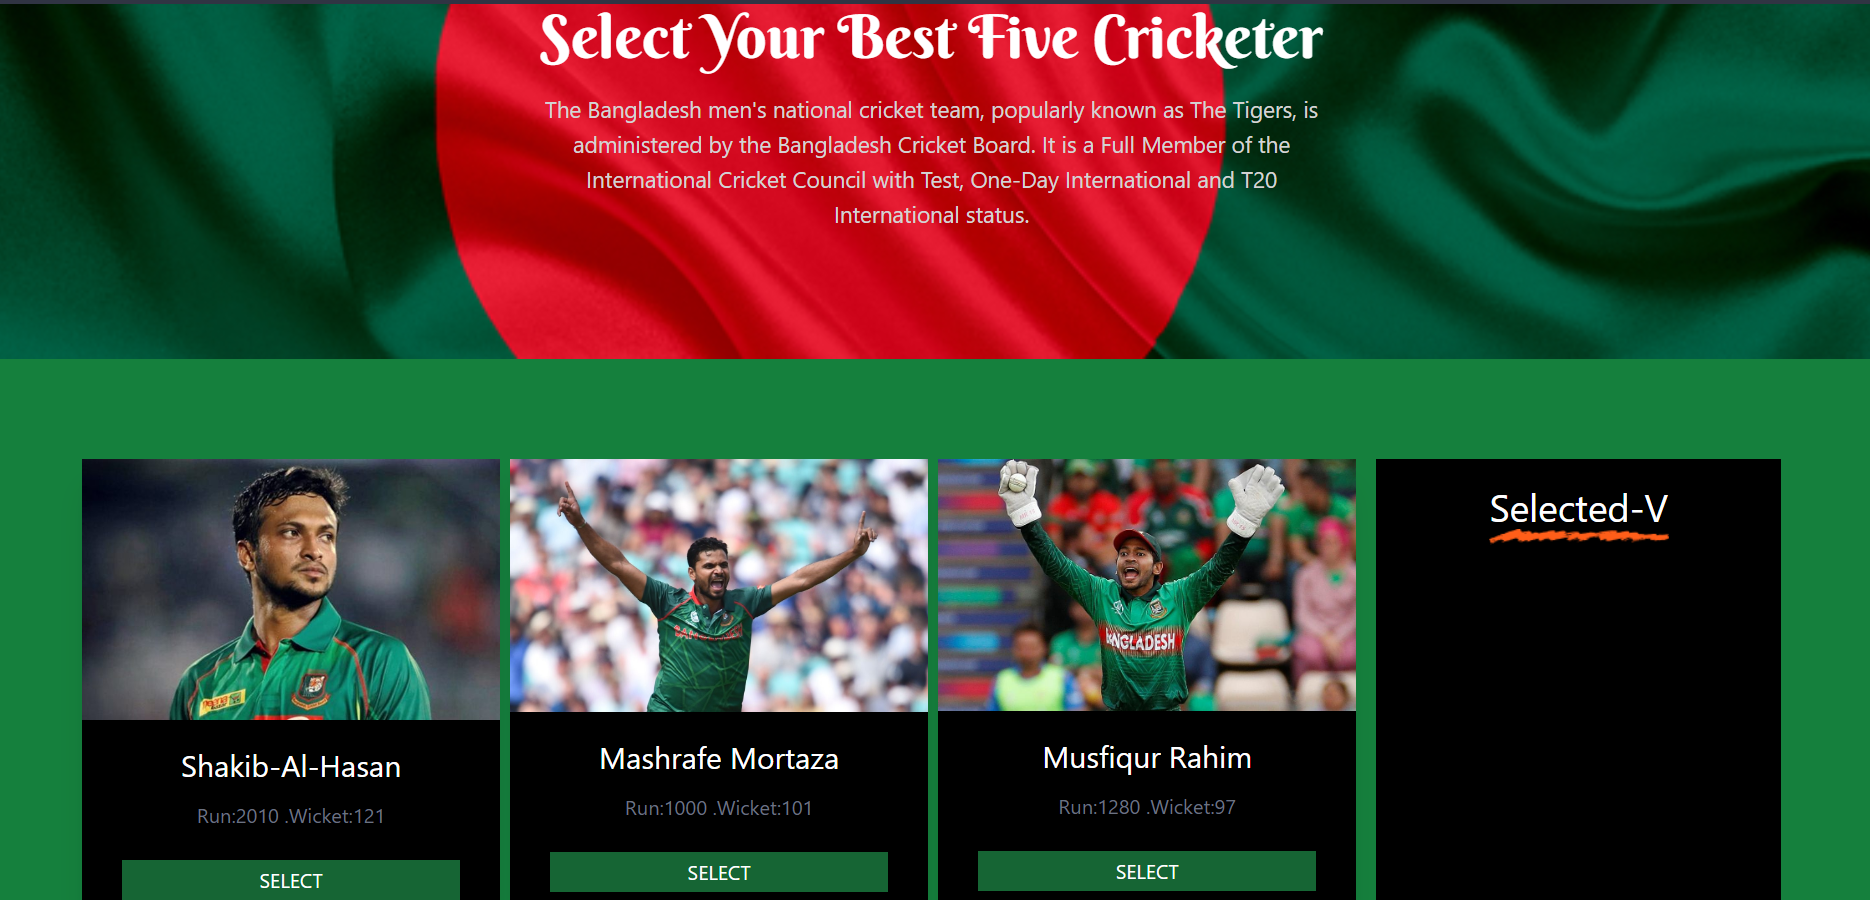 Select Your Best Five Cricketer
The Bangladesh men's national cricket team, popularly known as The Tigers, is
administered by the Bangladesh Cricket Board. It is a Full Member of the
International Cricket Council with Test, One-Day International and T20
International status.
BANGLADESH
Shakib-Al-Hasan
Run:2010 .Wicket:121
SELECT
Mashrafe Mortaza
Run:1000 .Wicket:101
SELECT
Musfiqur Rahim
Run:1280 .Wicket:97
SELECT
Selected-V